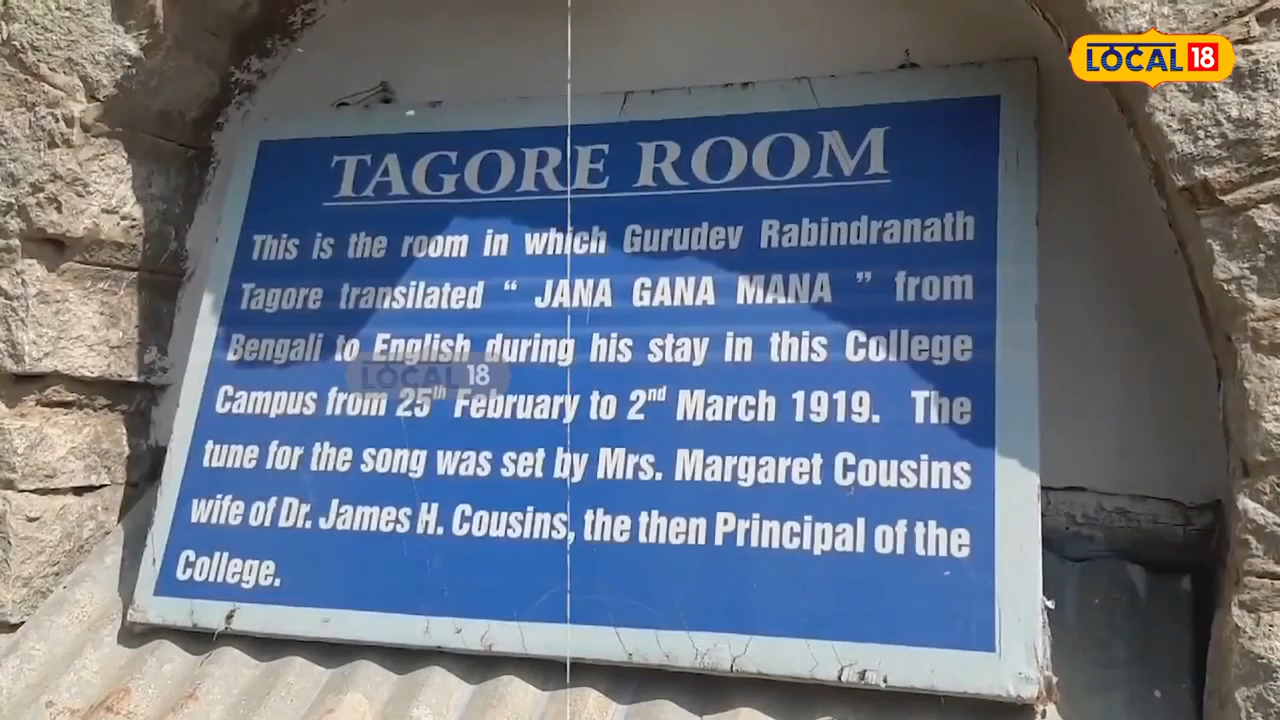 LOCAL 18
TAGORE ROOM
This is the room in which Gurudev Rabindranath
Tagore transilated “ JANA GANA MANA ” from
Bengali to English during his stay in this College
LOCAL 18
Campus from 25th February to 2nd March 1919. The
tune for the song was set by Mrs. Margaret Cousins
wife of Dr. James H. Cousins, the then Principal of the
College.